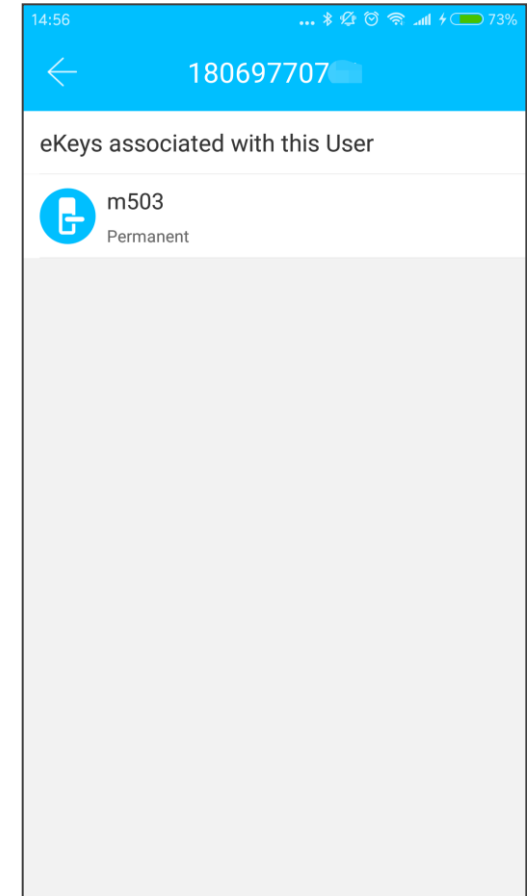 14:56 ... 73%
180697707
eKeys associated with this User
m503
Permanent